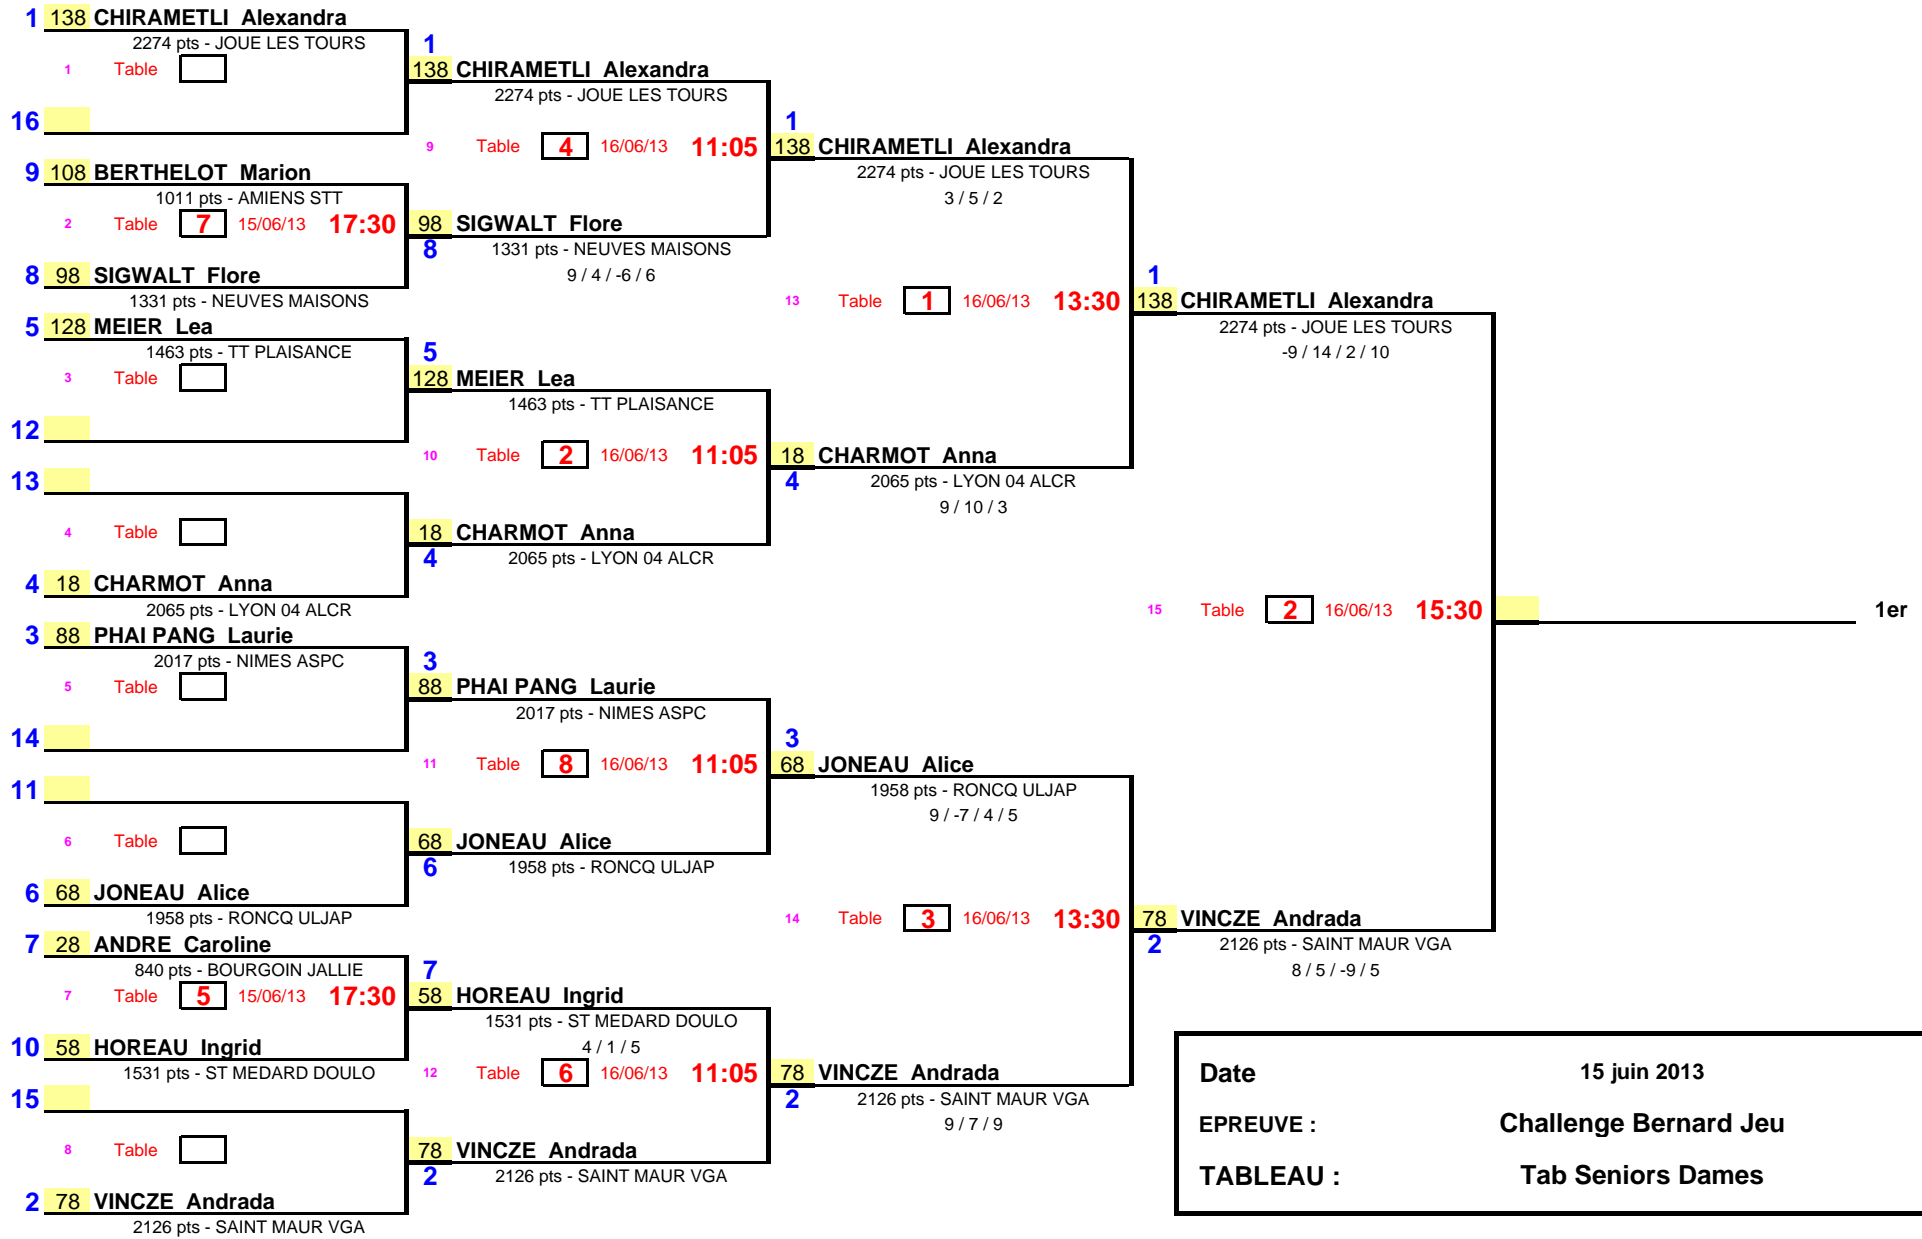 1 138 CHIRAMETLI Alexandra
2274 pts - JOUE LES TOURS
1 Table
16
9 108 BERTHELOT Marion
1011 pts - AMIENS STT
2 Table 7 15/06/13 17:30
8 98 SIGWALT Flore
1331 pts - NEUVES MAISONS
5 128 MEIER Lea
1463 pts - TT PLAISANCE
3 Table
12
13
4 Table
4 18 CHARMOT Anna
2065 pts - LYON 04 ALCR
3 88 PHAI PANG Laurie
2017 pts - NIMES ASPC
5 Table
14
11
6 Table
6 68 JONEAU Alice
1958 pts - RONCQ ULJAP
7 28 ANDRE Caroline
840 pts - BOURGOIN JALLIE
7 Table 5 15/06/13 17:30
10 58 HOREAU Ingrid
1531 pts - ST MEDARD DOULO
15
8 Table
2 78 VINCZE Andrada
2126 pts - SAINT MAUR VGA
1
138 CHIRAMETLI Alexandra
2274 pts - JOUE LES TOURS
9 Table 4 16/06/13 11:05
98 SIGWALT Flore
8
1331 pts - NEUVES MAISONS
9 / 4 / -6 / 6
5
128 MEIER Lea
1463 pts - TT PLAISANCE
10 Table 2 16/06/13 11:05
18 CHARMOT Anna
4
2065 pts - LYON 04 ALCR
3
88 PHAI PANG Laurie
2017 pts - NIMES ASPC
11 Table 8 16/06/13 11:05
68 JONEAU Alice
6
1958 pts - RONCQ ULJAP
7
58 HOREAU Ingrid
1531 pts - ST MEDARD DOULO
4 / 1 / 5
12 Table 6 16/06/13 11:05
78 VINCZE Andrada
2
2126 pts - SAINT MAUR VGA
1
138 CHIRAMETLI Alexandra
2274 pts - JOUE LES TOURS
3 / 5 / 2
13 Table 1 16/06/13 13:30
18 CHARMOT Anna
4
2065 pts - LYON 04 ALCR
9 / 10 / 3
3
68 JONEAU Alice
1958 pts - RONCQ ULJAP
9 / -7 / 4 / 5
14 Table 3 16/06/13 13:30
78 VINCZE Andrada
2
2126 pts - SAINT MAUR VGA
9 / 7 / 9
1
138 CHIRAMETLI Alexandra
2274 pts - JOUE LES TOURS
-9 / 14 / 2 / 10
15 Table 2 16/06/13 15:30
78 VINCZE Andrada
2
2126 pts - SAINT MAUR VGA
8 / 5 / -9 / 5
1er
Date 15 juin 2013
EPREUVE : Challenge Bernard Jeu
TABLEAU : Tab Seniors Dames